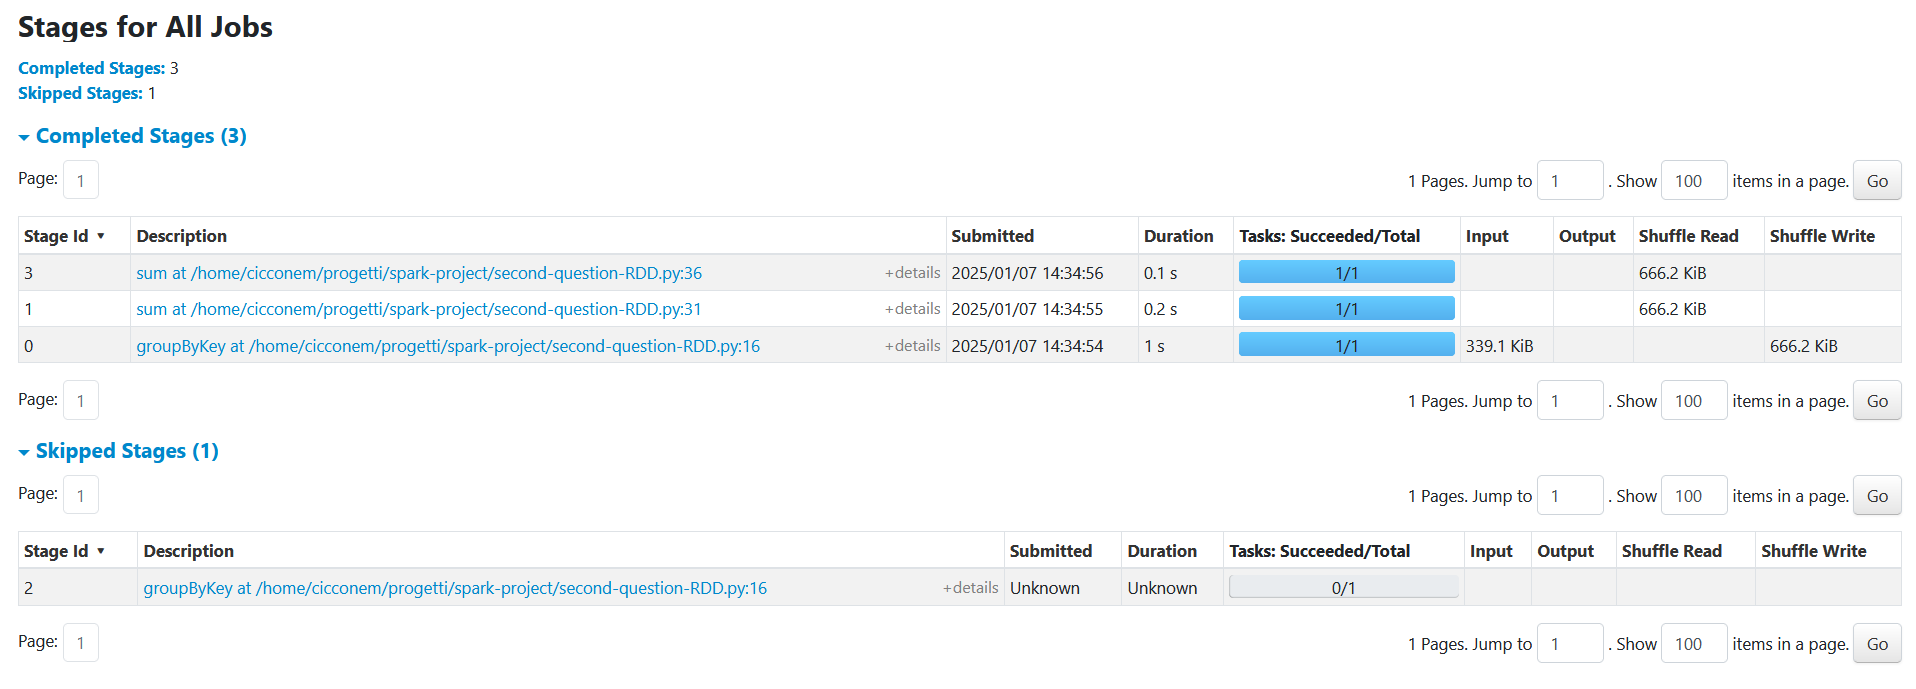 Stages for All Jobs
Completed Stages: 3
Skipped Stages: 1
Completed Stages (3)
Page: 1 1 Pages. Jump to 1 . Show 100 items in a page. Go
Stage Id ▾ Description Submitted Duration Tasks: Succeeded/Total Input Output Shuffle Read Shuffle Write
3 sum at /home/cicconem/progetti/spark-project/second-question-RDD.py:36 +details 2025/01/07 14:34:56 0.1 s 1/1 666.2 KiB
1 sum at /home/cicconem/progetti/spark-project/second-question-RDD.py:31 +details 2025/01/07 14:34:55 0.2 s 1/1 666.2 KiB
0 groupByKey at /home/cicconem/progetti/spark-project/second-question-RDD.py:16 +details 2025/01/07 14:34:54 1 s 1/1 339.1 KiB 666.2 KiB
Page: 1 1 Pages. Jump to 1 . Show 100 items in a page. Go
Skipped Stages (1)
Page: 1 1 Pages. Jump to 1 . Show 100 items in a page. Go
Stage Id ▾ Description Submitted Duration Tasks: Succeeded/Total Input Output Shuffle Read Shuffle Write
2 groupByKey at /home/cicconem/progetti/spark-project/second-question-RDD.py:16 +details Unknown Unknown 0/1
Page: 1 1 Pages. Jump to 1 . Show 100 items in a page. Go